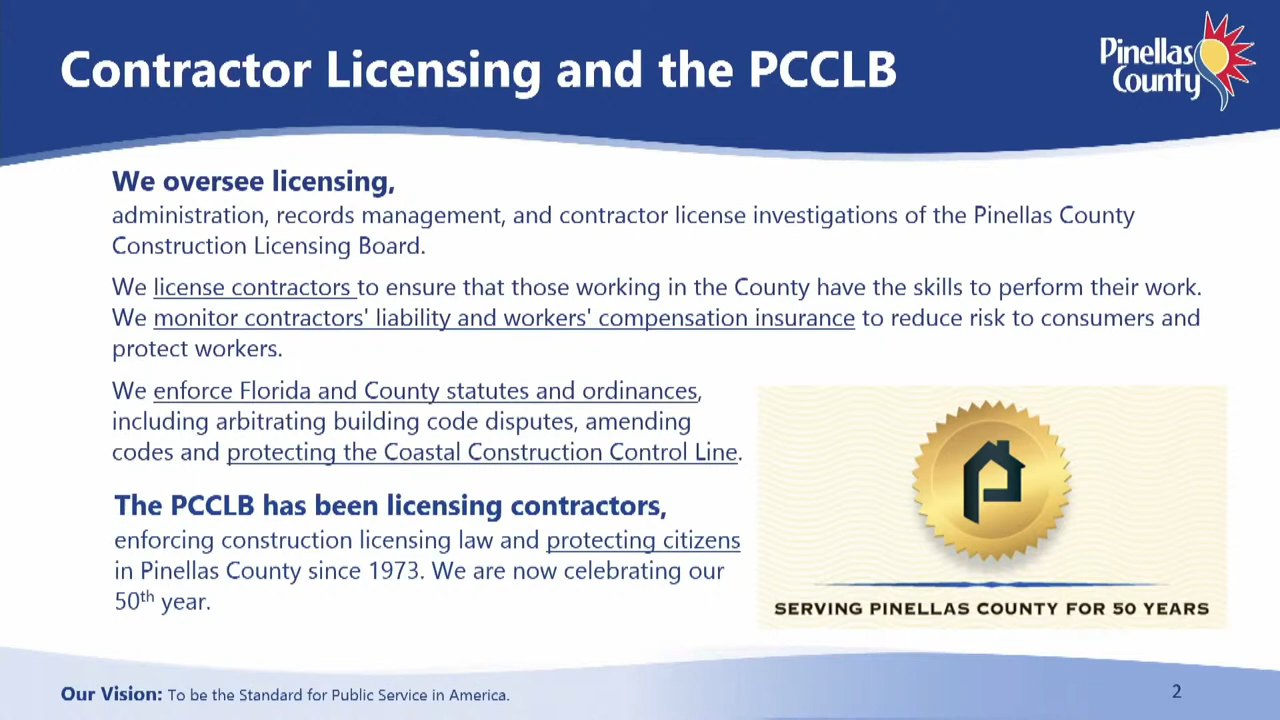 Contractor Licensing and the PCCLB
Pinellas
County
We oversee licensing,
administration, records management, and contractor license investigations of the Pinellas County
Construction Licensing Board.
We license contractors to ensure that those working in the County have the skills to perform their work.
We monitor contractors' liability and workers' compensation insurance to reduce risk to consumers and
protect workers.
We enforce Florida and County statutes and ordinances,
including arbitrating building code disputes, amending
codes and protecting the Coastal Construction Control Line.
The PCCLB has been licensing contractors,
enforcing construction licensing law and protecting citizens
in Pinellas County since 1973. We are now celebrating our
50th year.
SERVING PINELLAS COUNTY FOR 50 YEARS
Our Vision: To be the Standard for Public Service in America.
2